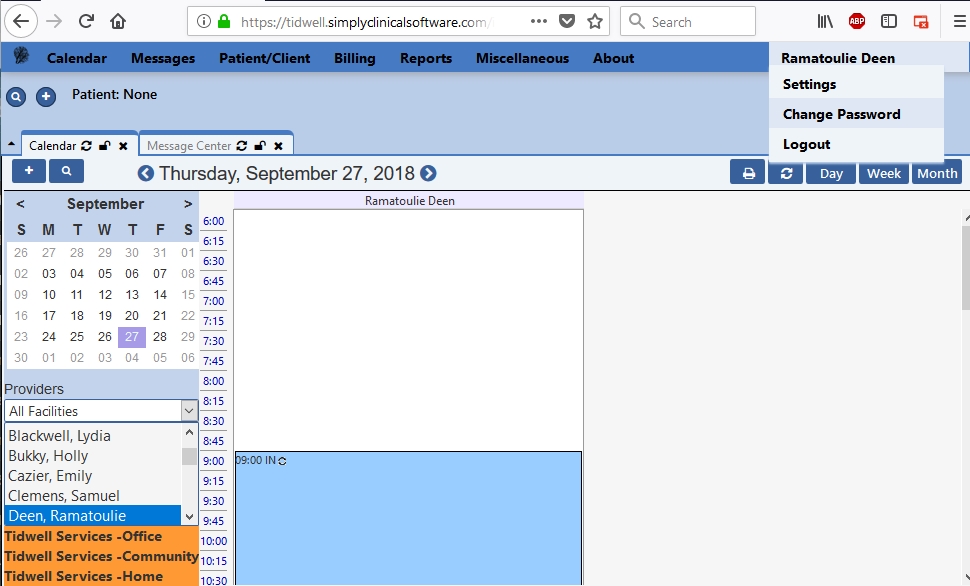 https://tidwell.simplyclinicalsoftware.com/
Search
ABP
Calendar Messages Patient/Client Billing Reports Miscellaneous About Ramatoulie Deen
Settings
Change Password
Logout
Patient: None
Calendar
Message Center
Thursday, September 27, 2018
Day Week Month
< September >
S M T W T F S
26 27 28 29 30 31 01
02 03 04 05 06 07 08
09 10 11 12 13 14 15
16 17 18 19 20 21 22
23 24 25 26 27 28 29
30 01 02 03 04 05 06
Providers
All Facilities
Blackwell, Lydia
Bukky, Holly
Cazier, Emily
Clemens, Samuel
Deen, Ramatoulie
Tidwell Services -Office
Tidwell Services -Community
Tidwell Services -Home
Ramatoulie Deen
6:00
6:15
6:30
6:45
7:00
7:15
7:30
7:45
8:00
8:15
8:30
8:45
9:00
9:15
9:30
9:45
10:00
10:15
10:30
09:00 IN